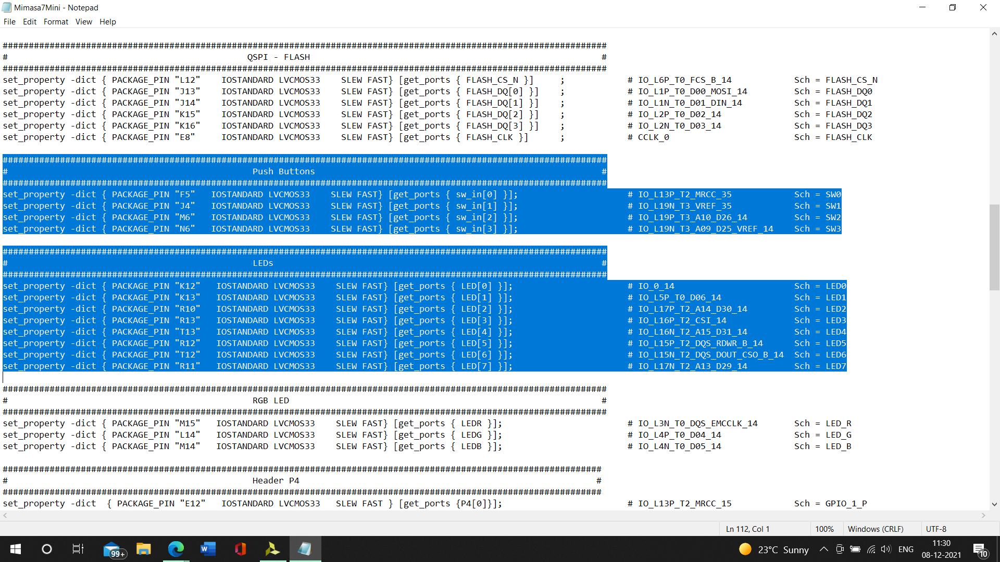 Mimasa7Mini - Notepad
File Edit Format View Help
####################################################################################################################
# QSPI - FLASH #
####################################################################################################################
set_property -dict { PACKAGE_PIN "L12" IOSTANDARD LVCMOS33 SLEW FAST} [get_ports { FLASH_CS_N }] ; # IO_L6P_T0_FCS_B_14 Sch = FLASH_CS_N
set_property -dict { PACKAGE_PIN "J13" IOSTANDARD LVCMOS33 SLEW FAST} [get_ports { FLASH_DQ[0] }] ; # IO_L1P_T0_D00_MOSI_14 Sch = FLASH_DQ0
set_property -dict { PACKAGE_PIN "J14" IOSTANDARD LVCMOS33 SLEW FAST} [get_ports { FLASH_DQ[1] }] ; # IO_L1N_T0_D01_DIN_14 Sch = FLASH_DQ1
set_property -dict { PACKAGE_PIN "K15" IOSTANDARD LVCMOS33 SLEW FAST} [get_ports { FLASH_DQ[2] }] ; # IO_L2P_T0_D02_14 Sch = FLASH_DQ2
set_property -dict { PACKAGE_PIN "K16" IOSTANDARD LVCMOS33 SLEW FAST} [get_ports { FLASH_DQ[3] }] ; # IO_L2N_T0_D03_14 Sch = FLASH_DQ3
set_property -dict { PACKAGE_PIN "E8" IOSTANDARD LVCMOS33 SLEW FAST} [get_ports { FLASH_CLK }] ; # CCLK_0 Sch = FLASH_CLK
####################################################################################################################
# Push Buttons #
####################################################################################################################
set_property -dict { PACKAGE_PIN "F5" IOSTANDARD LVCMOS33 SLEW FAST} [get_ports { sw_in[0] }]; # IO_L13P_T2_MRCC_35 Sch = SW0
set_property -dict { PACKAGE_PIN "J4" IOSTANDARD LVCMOS33 SLEW FAST} [get_ports { sw_in[1] }]; # IO_L19N_T3_VREF_35 Sch = SW1
set_property -dict { PACKAGE_PIN "M6" IOSTANDARD LVCMOS33 SLEW FAST} [get_ports { sw_in[2] }]; # IO_L19P_T3_A10_D26_14 Sch = SW2
set_property -dict { PACKAGE_PIN "N6" IOSTANDARD LVCMOS33 SLEW FAST} [get_ports { sw_in[3] }]; # IO_L19N_T3_A09_D25_VREF_14 Sch = SW3
####################################################################################################################
# LEDs #
####################################################################################################################
set_property -dict { PACKAGE_PIN "K12" IOSTANDARD LVCMOS33 SLEW FAST} [get_ports { LED[0] }]; # IO_0_14 Sch = LED0
set_property -dict { PACKAGE_PIN "K13" IOSTANDARD LVCMOS33 SLEW FAST} [get_ports { LED[1] }]; # IO_L5P_T0_D06_14 Sch = LED1
set_property -dict { PACKAGE_PIN "R10" IOSTANDARD LVCMOS33 SLEW FAST} [get_ports { LED[2] }]; # IO_L17P_T2_A14_D30_14 Sch = LED2
set_property -dict { PACKAGE_PIN "R13" IOSTANDARD LVCMOS33 SLEW FAST} [get_ports { LED[3] }]; # IO_L16P_T2_CSI_14 Sch = LED3
set_property -dict { PACKAGE_PIN "T13" IOSTANDARD LVCMOS33 SLEW FAST} [get_ports { LED[4] }]; # IO_L16N_T2_A15_D31_14 Sch = LED4
set_property -dict { PACKAGE_PIN "R12" IOSTANDARD LVCMOS33 SLEW FAST} [get_ports { LED[5] }]; # IO_L15P_T2_DQS_RDWR_B_14 Sch = LED5
set_property -dict { PACKAGE_PIN "T12" IOSTANDARD LVCMOS33 SLEW FAST} [get_ports { LED[6] }]; # IO_L15N_T2_DQS_DOUT_CSO_B_14 Sch = LED6
set_property -dict { PACKAGE_PIN "R11" IOSTANDARD LVCMOS33 SLEW FAST} [get_ports { LED[7] }]; # IO_L17N_T2_A13_D29_14 Sch = LED7
####################################################################################################################
# RGB LED #
####################################################################################################################
set_property -dict { PACKAGE_PIN "M15" IOSTANDARD LVCMOS33 SLEW FAST} [get_ports { LEDR }]; # IO_L3N_T0_DQS_EMCCLK_14 Sch = LED_R
set_property -dict { PACKAGE_PIN "L14" IOSTANDARD LVCMOS33 SLEW FAST} [get_ports { LEDG }]; # IO_L4P_T0_D04_14 Sch = LED_G
set_property -dict { PACKAGE_PIN "M14" IOSTANDARD LVCMOS33 SLEW FAST} [get_ports { LEDB }]; # IO_L4N_T0_D05_14 Sch = LED_B
###################################################################################################################
# Header P4 #
###################################################################################################################
set_property -dict { PACKAGE_PIN "E12" IOSTANDARD LVCMOS33 SLEW FAST } [get_ports {P4[0]}]; # IO_L13P_T2_MRCC_15 Sch = GPIO_1_P
Ln 112, Col 1 100% Windows (CRLF) UTF-8
99+ 23°C Sunny ENG 11:30
08-12-2021 10